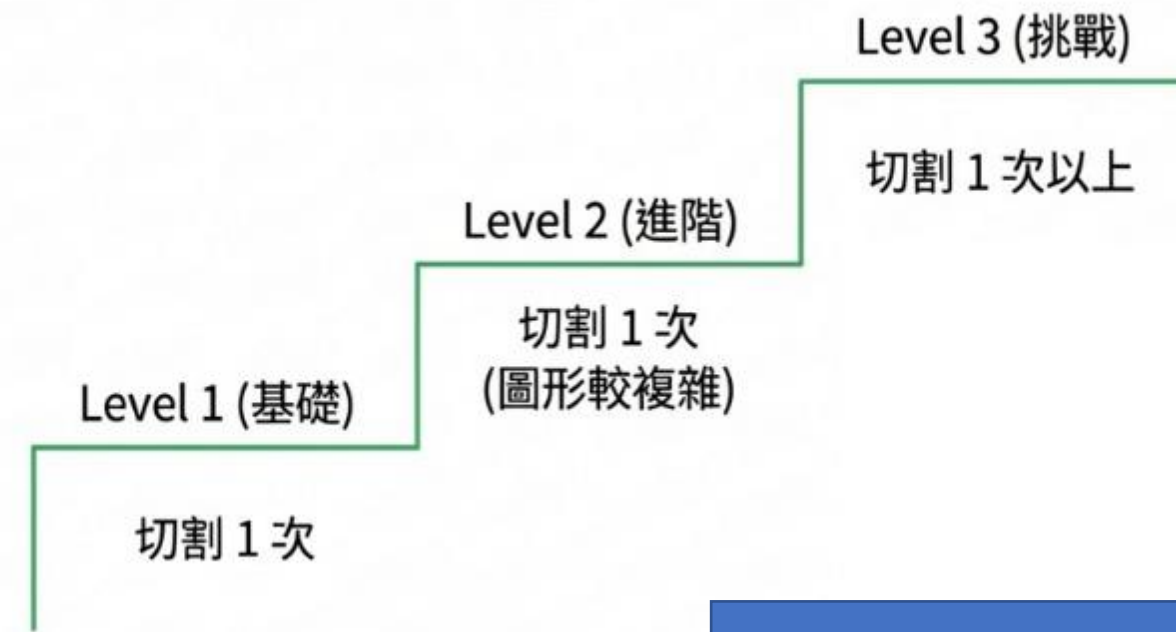 Level 3 (挑戰)
切割 1 次以上
Level 2 (進階)
切割 1 次
(圖形較複雜)
Level 1 (基礎)
切割 1 次